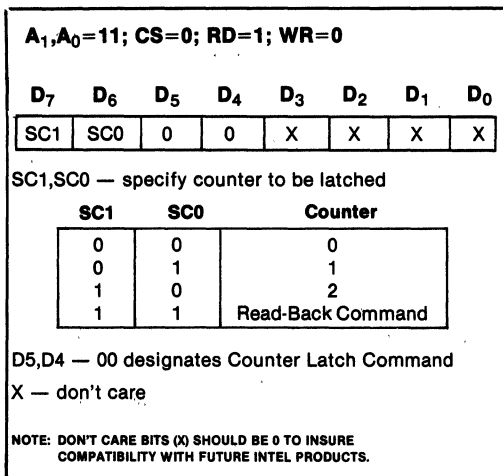 A1,A0=11; CS=0; RD=1; WR=0
D7 D6 D5 D4 D3 D2 D1 D0
SC1 SC0 0 0 X X X X
SC1,SC0 — specify counter to be latched
SC1 SC0 Counter
0 0 0
0 1 1
1 0 2
1 1 Read-Back Command
D5,D4 — 00 designates Counter Latch Command
X — don't care
NOTE: DON'T CARE BITS (X) SHOULD BE 0 TO INSURE
COMPATIBILITY WITH FUTURE INTEL PRODUCTS.